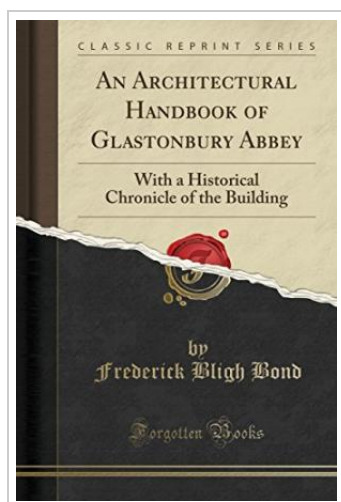 CLASSIC REPRINT SERIES
AN ARCHITECTURAL
HANDBOOK OF
GLASTONBURY ABBEY
With a Historical
Chronicle of the Building
by
Frederick Bligh Bond
Forgotten Books